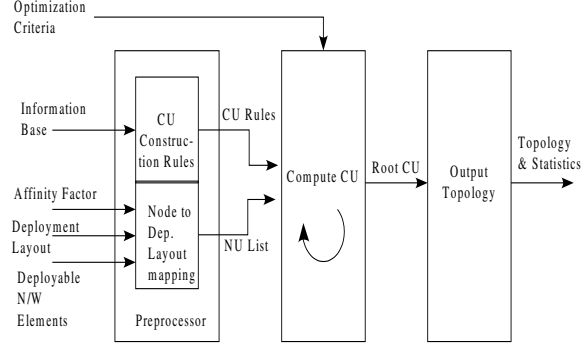 Optimization
Criteria
Information
Base
CU
Construc-
tion Rules
CU Rules
Compute CU
Root CU
Output
Topology
Topology
& Statistics
Affinity Factor
Deployment
Layout
Deployable
N/W
Elements
Node to
Dep.
Layout
mapping
NU List
Preprocessor